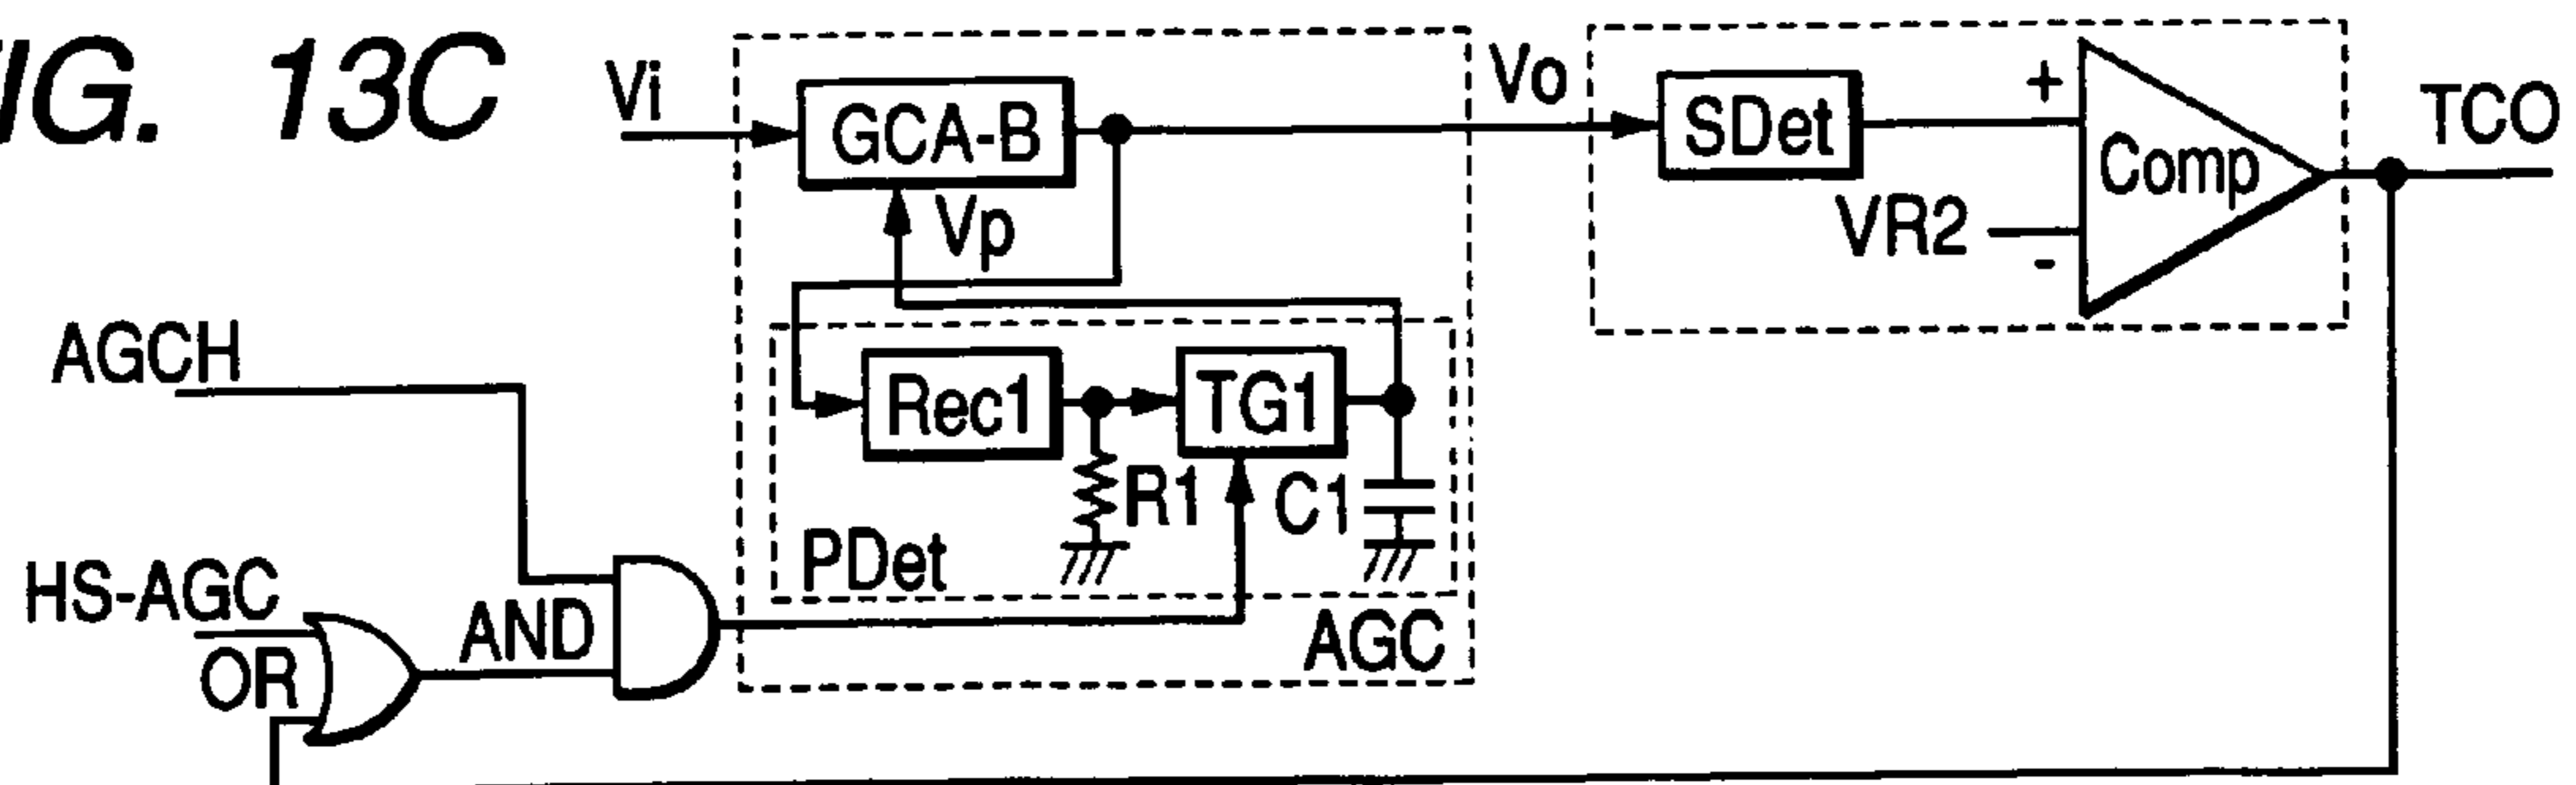 IG. 13C
Vi
GCA-B
Vo
SDet
+
Comp
TCO
Vp
VR2
-
AGCH
Rec1
TG1
R1
C1
PDet
HS-AGC
OR
AND
AGC